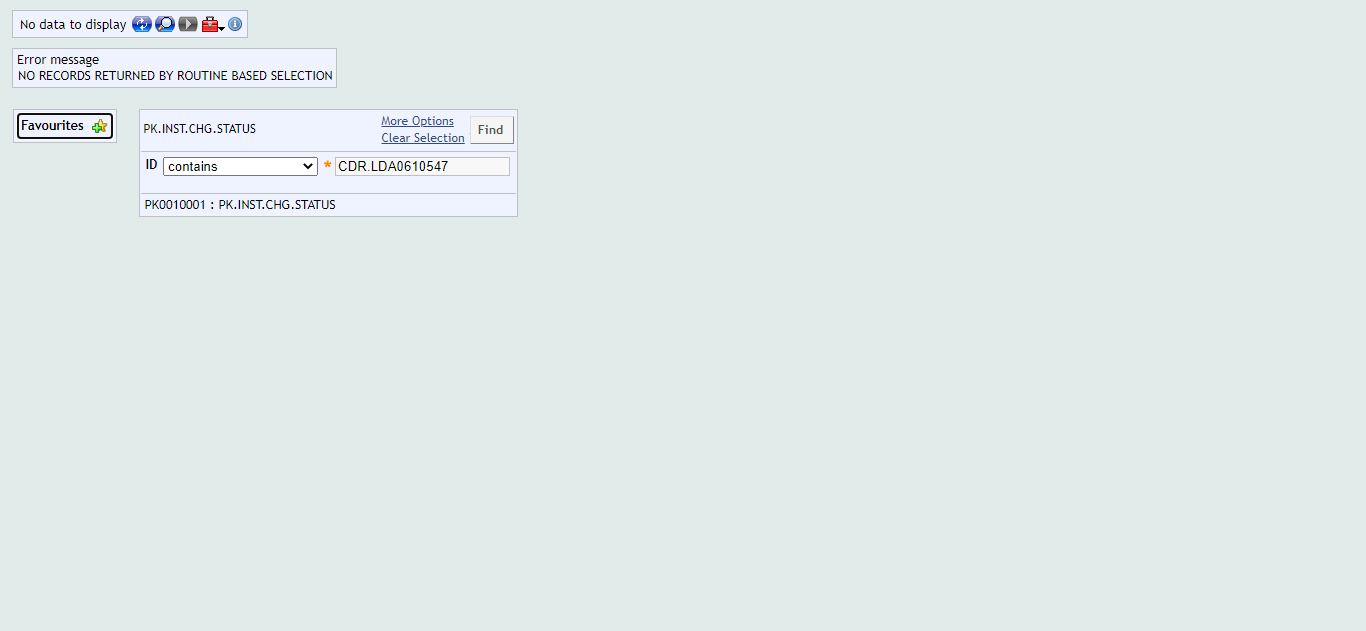 No data to display
Error message
NO RECORDS RETURNED BY ROUTINE BASED SELECTION
Favourites
PK.INST.CHG.STATUS
More Options
Clear Selection
Find
ID contains * CDR.LDA0610547
PK0010001 : PK.INST.CHG.STATUS